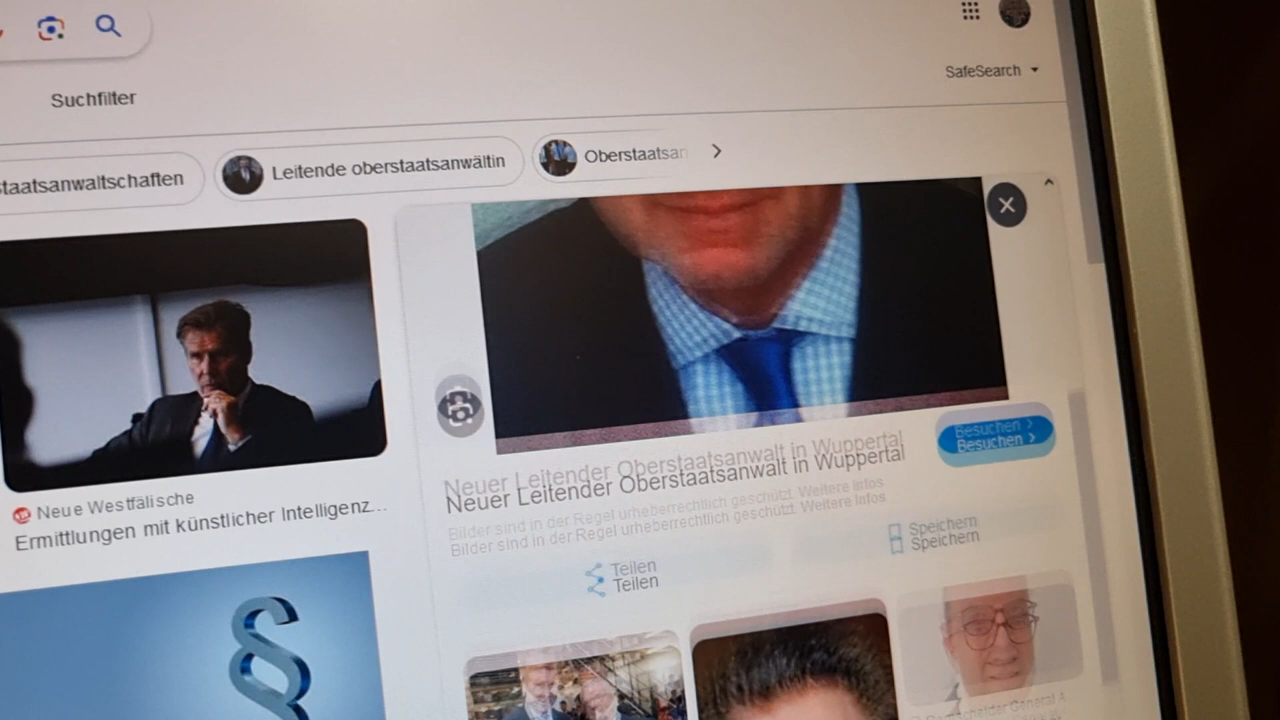 Suchfilter
SafeSearch
staatsanwaltschaften
Leitende oberstaatsanwältin
Oberstaatsan
Neue Westfälische
Ermittlungen mit künstlicher Intelligenz...
§
Neuer Leitender Oberstaatsanwalt in Wuppertal
Neuer Leitender Oberstaatsanwalt in Wuppertal
Besuchen
Besuchen
Bilder sind in der Regel urheberrechtlich geschützt. Weitere Infos
Bilder sind in der Regel urheberrechtlich geschützt. Weitere Infos
Teilen
Teilen
Speichern
Speichern